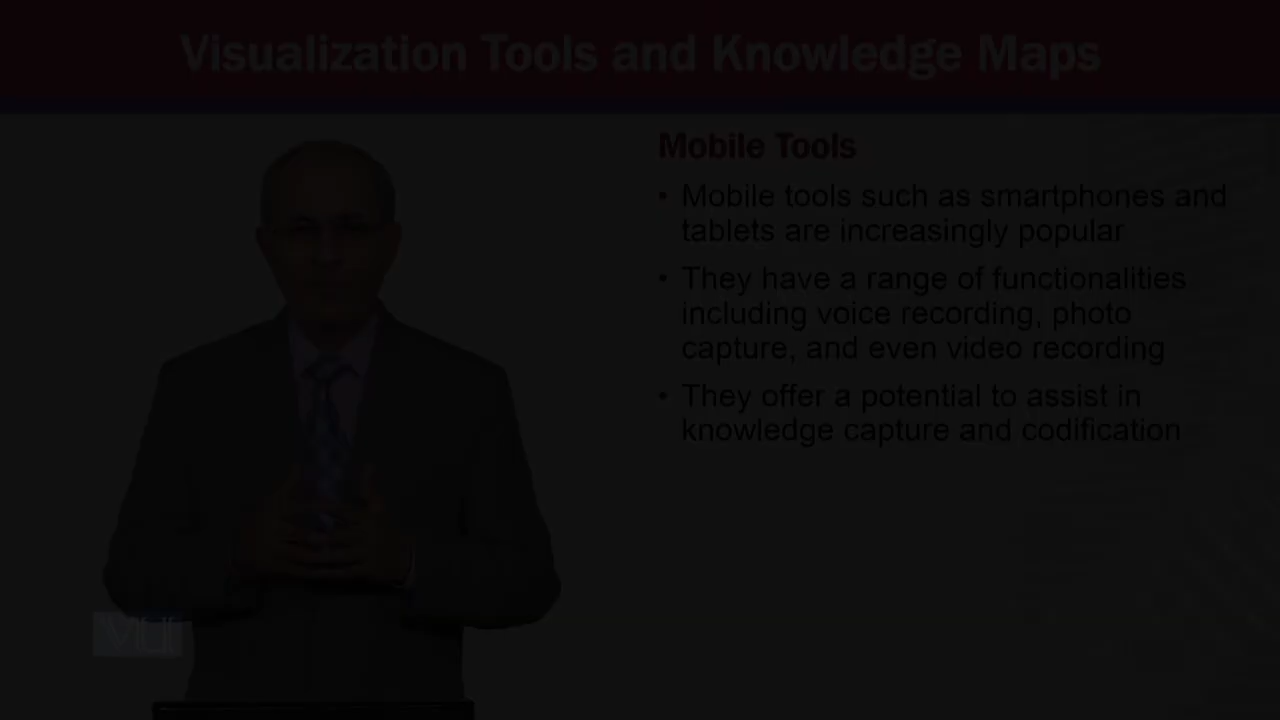 Visualization Tools and Knowledge Maps
Mobile Tools
• Mobile tools such as smartphones and
tablets are increasingly popular
• They have a range of functionalities
including voice recording, photo
capture, and even video recording
• They offer a potential to assist in
knowledge capture and codification
VU